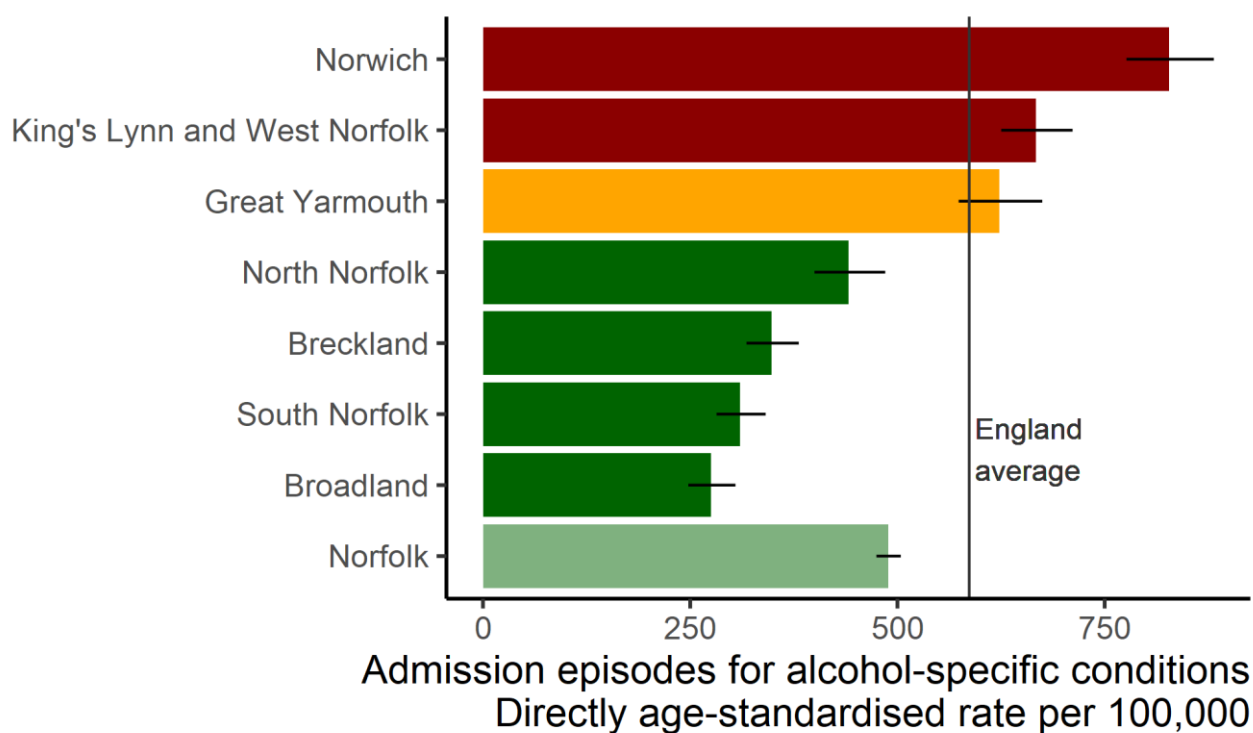 Norwich
King's Lynn and West Norfolk
Great Yarmouth
North Norfolk
Breckland
South Norfolk
England
average
Broadland
Norfolk
0 250 500 750
Admission episodes for alcohol-specific conditions
Directly age-standardised rate per 100,000